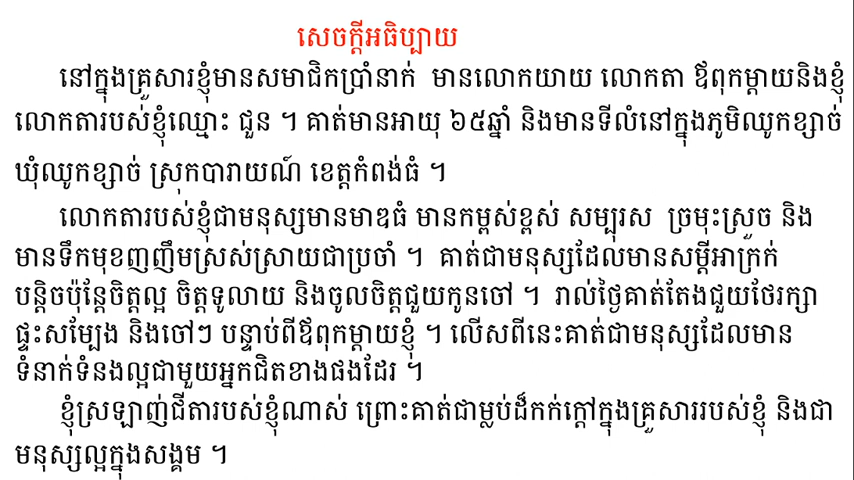 សេចក្ដីអធិប្បាយ
នៅក្នុងគ្រួសារខ្ញុំមានសមាជិកប្រាំនាក់ មានលោកយាយ លោកតា ឪពុកម្ដាយនិងខ្ញុំ
លោកតារបស់ខ្ញុំឈ្មោះ ជួន ។ គាត់មានអាយុ ៦៥ឆ្នាំ និងមានទីលំនៅក្នុងភូមិឈូកខ្សាច់
ឃុំឈូកខ្សាច់ ស្រុកបារាយណ៍ ខេត្តកំពង់ធំ ។
លោកតារបស់ខ្ញុំជាមនុស្សមានមាឌធំ មានកម្ពស់ខ្ពស់ សម្បុរស ច្រមុះស្រួច និង
មានទឹកមុខញញឹមស្រស់ស្រាយជាប្រចាំ ។ គាត់ជាមនុស្សដែលមានសម្ដីអាក្រក់
បន្តិចប៉ុន្តែចិត្តល្អ ចិត្តទូលាយ និងចូលចិត្តជួយកូនចៅ ។ រាល់ថ្ងៃគាត់តែងជួយថែរក្សា
ផ្ទះសម្បែង និងចៅៗ បន្ទាប់ពីឪពុកម្ដាយខ្ញុំ ។ លើសពីនេះគាត់ជាមនុស្សដែលមាន
ទំនាក់ទំនងល្អជាមួយអ្នកជិតខាងផងដែរ ។
ខ្ញុំស្រឡាញ់ជីតារបស់ខ្ញុំណាស់ ព្រោះគាត់ជាម្លប់ដ៏កក់ក្ដៅក្នុងគ្រួសាររបស់ខ្ញុំ និងជា
មនុស្សល្អក្នុងសង្គម ។